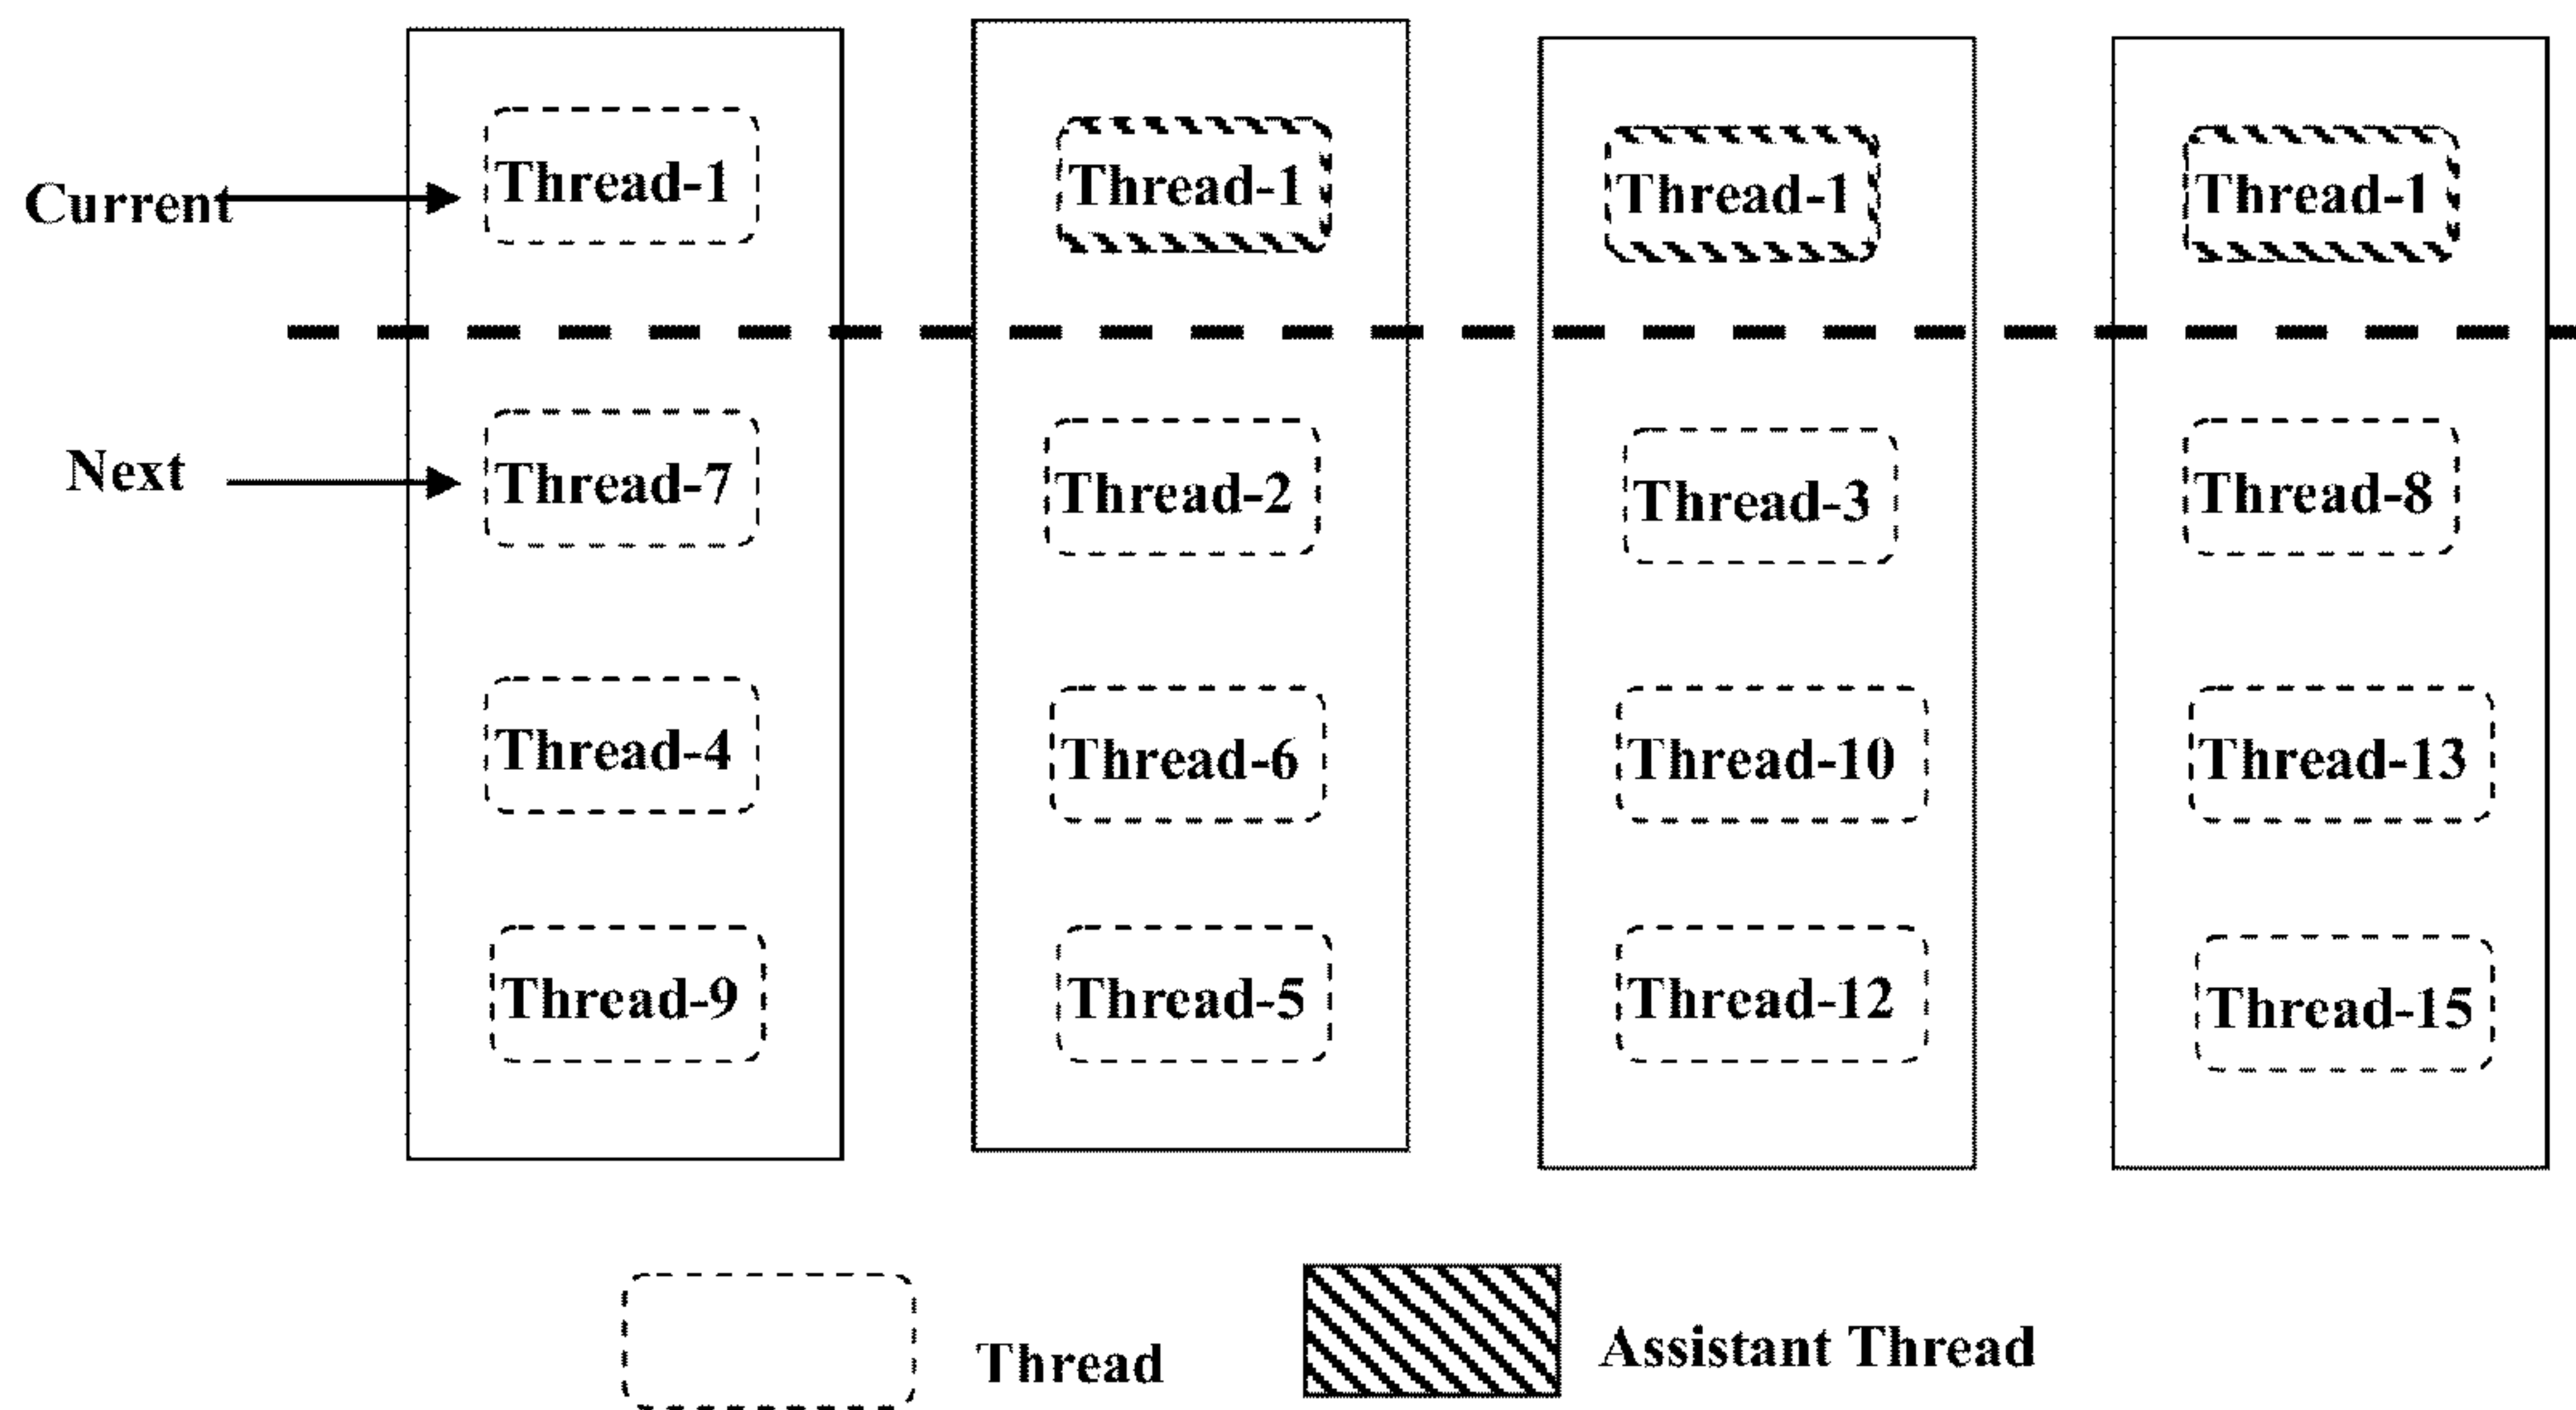 Current Thread-1 Thread-1 Thread-1 Thread-1
Next Thread-7 Thread-2 Thread-3 Thread-8
Thread-4 Thread-6 Thread-10 Thread-13
Thread-9 Thread-5 Thread-12 Thread-15
Thread Assistant Thread